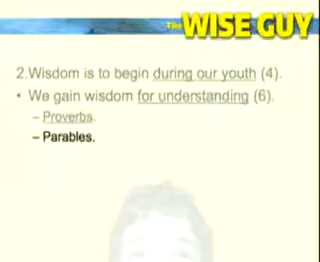 The WISE GUY
2.Wisdom is to begin during our youth (4).
• We gain wisdom for understanding (6).
– Proverbs.
– Parables.